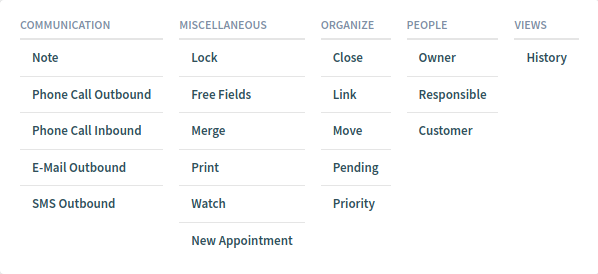 COMMUNICATION
Note
Phone Call Outbound
Phone Call Inbound
E-Mail Outbound
SMS Outbound
MISCELLANEOUS
Lock
Free Fields
Merge
Print
Watch
New Appointment
ORGANIZE
Close
Link
Move
Pending
Priority
PEOPLE
Owner
Responsible
Customer
VIEWS
History